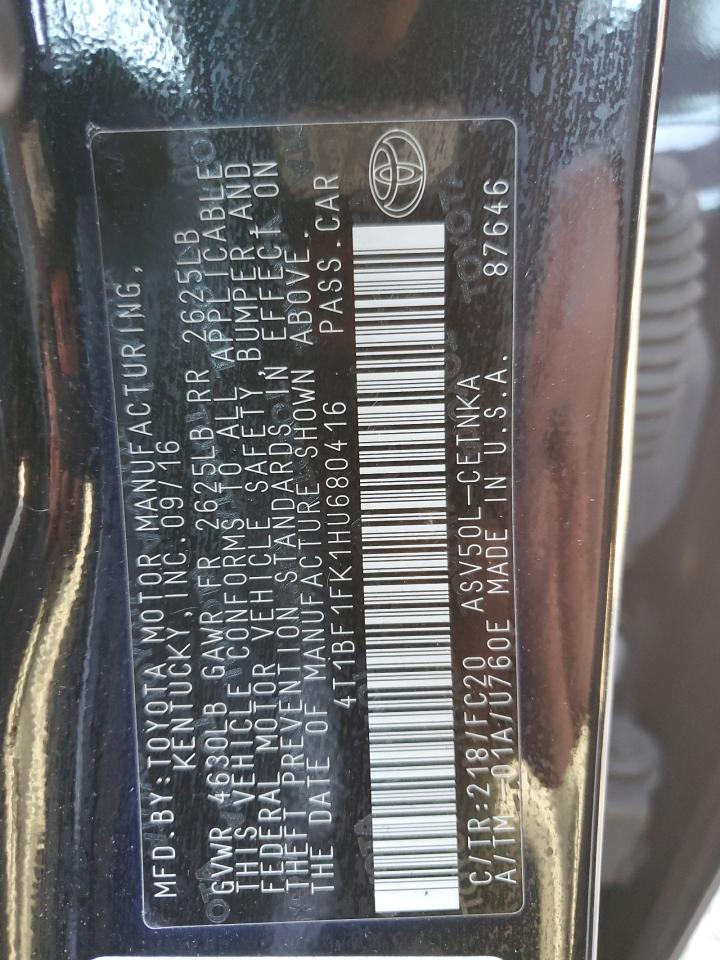 MFD.BY:TOYOTA MOTOR MANUFACTURING,
KENTUCKY, INC.09/16
GVWR 4630LB GAWR FR 2625LB RR 2625LB
THIS VEHICLE CONFORMS TO ALL APPLICABLE
FEDERAL MOTOR VEHICLE SAFETY, BUMPER, AND
THEFT PREVENTION STANDARDS IN EFFECT ON
THE DATE OF MANUFACTURE SHOWN ABOVE.
4T1BF1FK1HU680416 PASS.CAR
C/TR:218/FC20 ASV50L-CETNKA
A/TM:-01A/U760E MADE IN U.S.A. 87646
TOYOTA